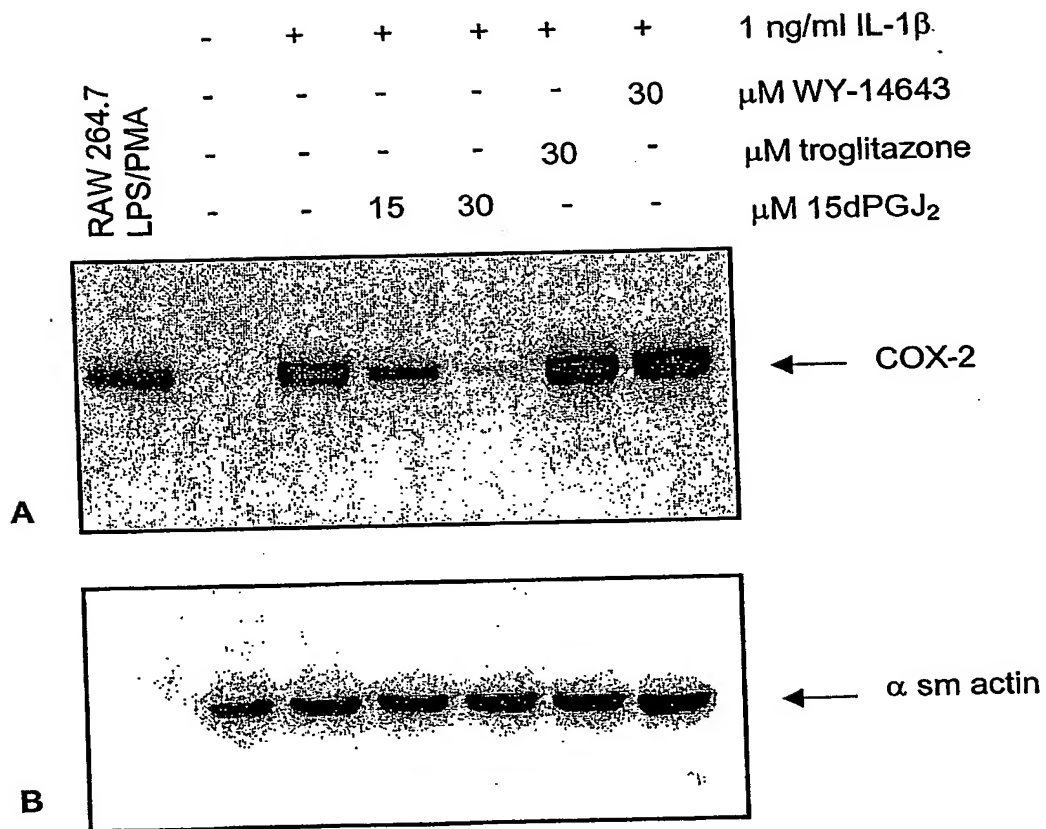 - + + + + + 1 ng/ml IL-1β
RAW 264.7
LPS/PMA
- - - - - 30 μM WY-14643
- - - - 30 - μM troglitazone
- - 15 30 - - μM 15dPGJ₂
COX-2
A
α sm actin
B